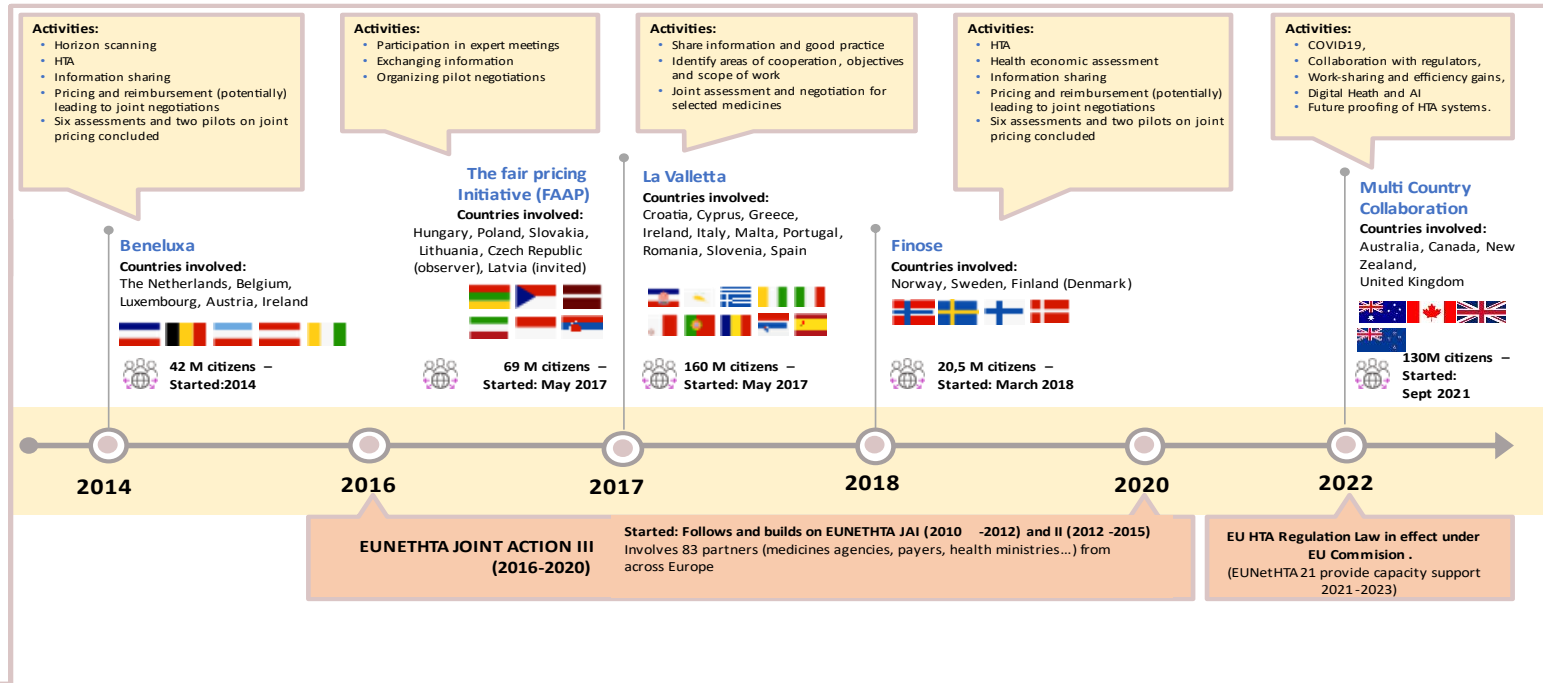 Activities:
• Horizon scanning
• HTA
• Information sharing
• Pricing and reimbursement (potentially)
leading to joint negotiations
• Six assessments and two pilots on joint
pricing concluded
Activities:
• Participation in expert meetings
• Exchanging information
• Organizing pilot negotiations
Activities:
• Share information and good practice
• Identify areas of cooperation, objectives
and scope of work
• Joint assessment and negotiation for
selected medicines
Activities:
• HTA
• Health economic assessment
• Information sharing
• Pricing and reimbursement (potentially)
leading to joint negotiations
• Six assessments and two pilots on joint
pricing concluded
Activities:
• COVID19,
• Collaboration with regulators,
• Work-sharing and efficiency gains,
• Digital Heath and AI
• Future proofing of HTA systems.
Beneluxa
Countries involved:
The Netherlands, Belgium,
Luxembourg, Austria, Ireland
42 M citizens –
Started:2014
The fair pricing
Initiative (FAAP)
Countries involved:
Hungary, Poland, Slovakia,
Lithuania, Czech Republic
(observer), Latvia (invited)
69 M citizens –
Started: May 2017
La Valletta
Countries involved:
Croatia, Cyprus, Greece,
Ireland, Italy, Malta, Portugal,
Romania, Slovenia, Spain
160 M citizens –
Started: May 2017
Finose
Countries involved:
Norway, Sweden, Finland (Denmark)
20,5 M citizens –
Started: March 2018
Multi Country
Collaboration
Countries involved:
Australia, Canada, New
Zealand,
United Kingdom
130M citizens –
Started:
Sept 2021
2014
2016
2017
2018
2020
2022
EUNETHTA JOINT ACTION III
(2016-2020)
Started: Follows and builds on EUNETHTA JAI (2010 -2012) and II (2012 -2015)
Involves 83 partners (medicines agencies, payers, health ministries...) from
across Europe
EU HTA Regulation Law in effect under
EU Commision .
(EUNetHTA 21 provide capacity support
2021 -2023)